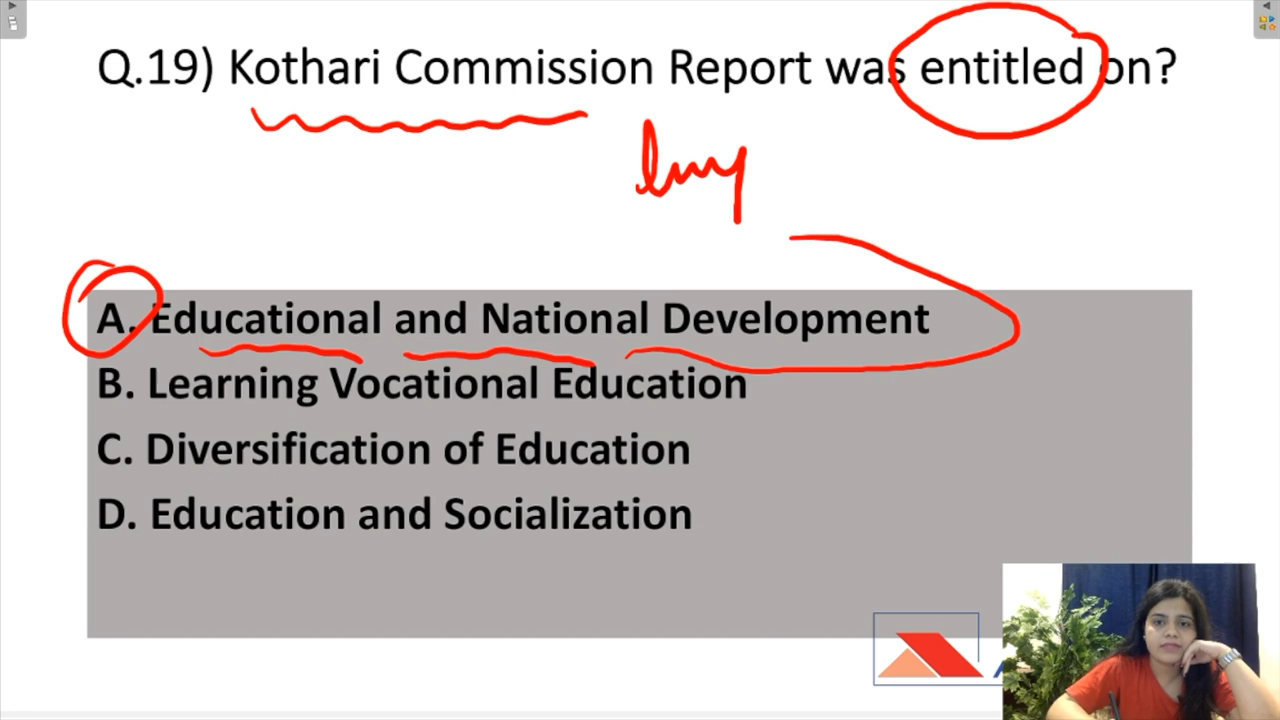 Q.19) Kothari Commission Report was entitled on?
A. Educational and National Development
B. Learning Vocational Education
C. Diversification of Education
D. Education and Socialization